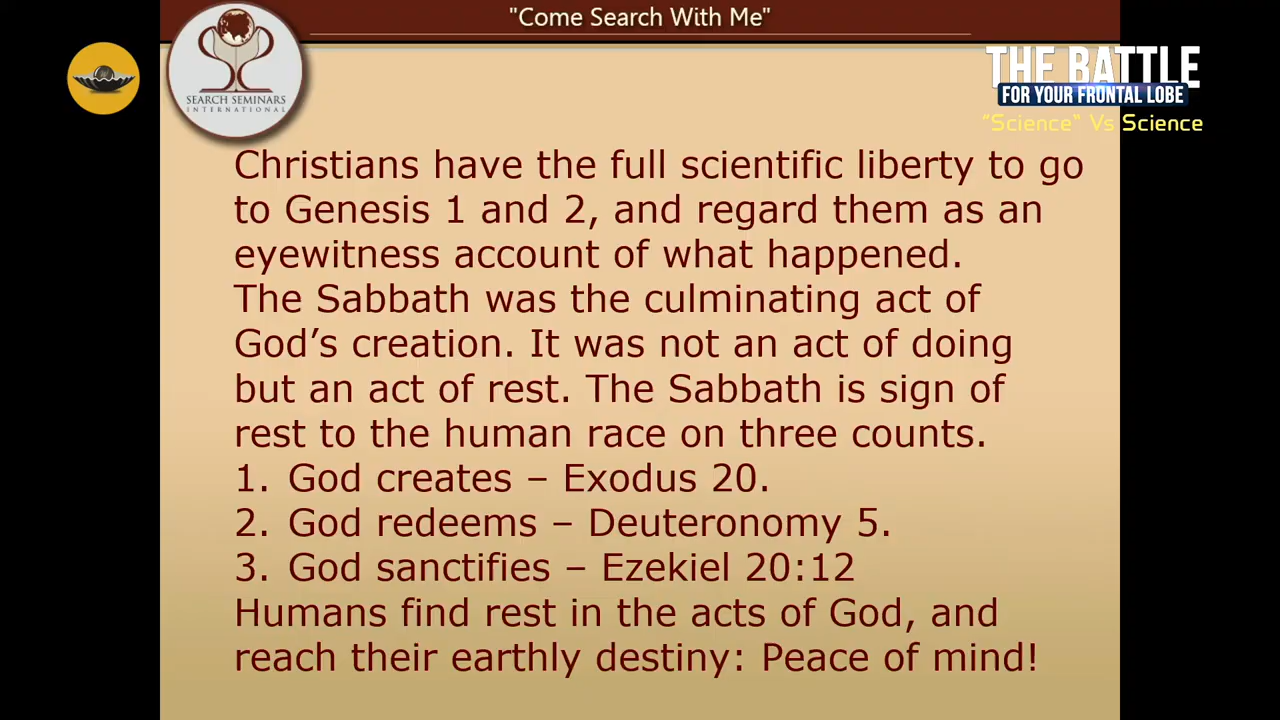 "Come Search With Me"
SEARCH SEMINARS
INTERNATIONAL
THE BATTLE
FOR YOUR FRONTAL LOBE
"Science" Vs Science
Christians have the full scientific liberty to go
to Genesis 1 and 2, and regard them as an
eyewitness account of what happened.
The Sabbath was the culminating act of
God’s creation. It was not an act of doing
but an act of rest. The Sabbath is sign of
rest to the human race on three counts.
1. God creates – Exodus 20.
2. God redeems – Deuteronomy 5.
3. God sanctifies – Ezekiel 20:12
Humans find rest in the acts of God, and
reach their earthly destiny: Peace of mind!